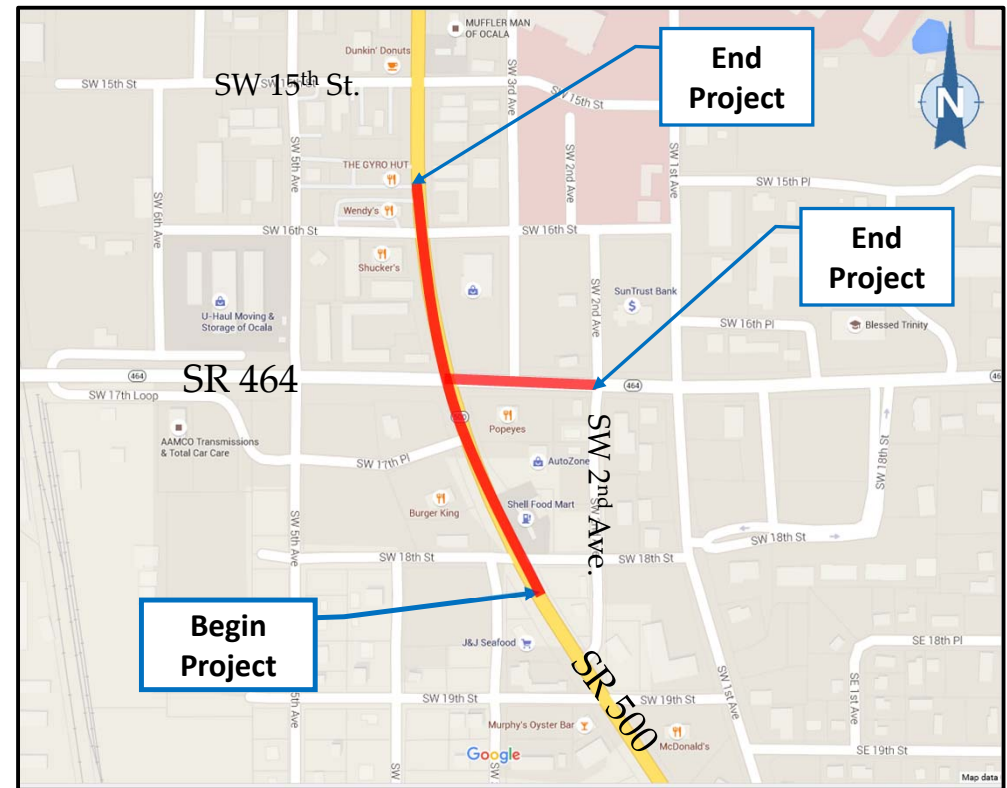 MUFFLER MAN
OF OCALA
Dunkin' Donuts
End
Project
SW 15th St
SW 15th St.
SW 3rd Ave
SW 15th St
N
SW 5th Ave
SW 2nd Ave
SW 1st Ave
THE GYRO HUT
SW 15th Pl
SW 6th Ave
Wendy's
SW 16th St
SW 16th St
End
Project
Shucker's
SW 2nd Ave
SunTrust Bank
$
U-Haul Moving &
Storage of Ocala
SW 16th Pl
Blessed Trinity
464
SR 464
464
46
SW 17th Loop
Popeyes
SW 2nd Ave.
AAMCO Transmissions
& Total Car Care
SW 17th Pl
AutoZone
SW 18th St
Burger King
Shell Food Mart
SW 5th Ave
SW 18th St
SW 18th St
SW 18th St
Begin
Project
J&J Seafood
SE 18th Pl
SR 500
SW 1st Ave
SE 1st Ave
5th Ave
SW 19th St
SW 19th St
Murphy's Oyster Bar
McDonald's
SE 19th St
SW
Google
Map data